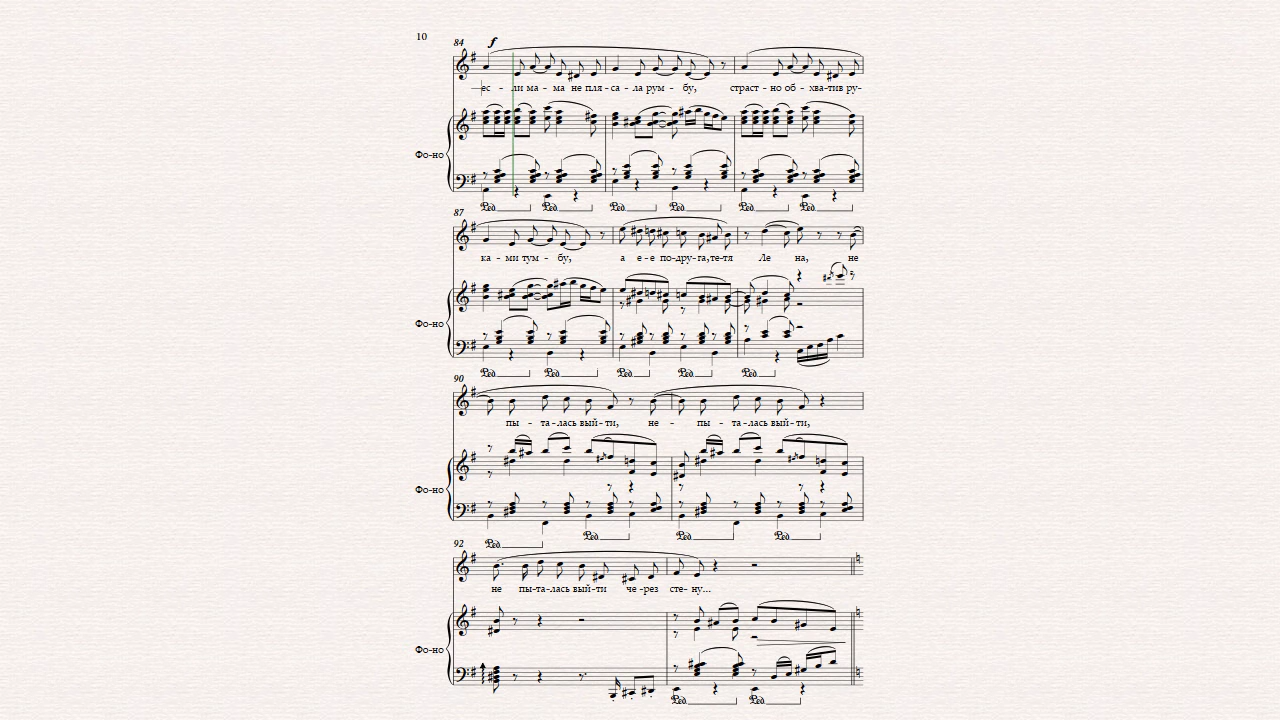 10
84
f
ес - ли ма - ма не пля - са - ла рум - бу, страст - но об - хва-тив ру-
Фо-но
Ped. Ped. Ped. Ped. Ped. Ped.
87
ка - ми тум - бу, а е - е по-дру-га, те-тя Ле на, не
Фо-но
Ped. Ped. Ped. Ped. Ped.
90
пы - та-лась вый-ти, не - пы - та-лась вый-ти,
Фо-но
Ped. Ped. Ped. Ped.
92
не пы-та-лась вый-ти че-рез сте-ну...
Фо-но
Ped. Ped.